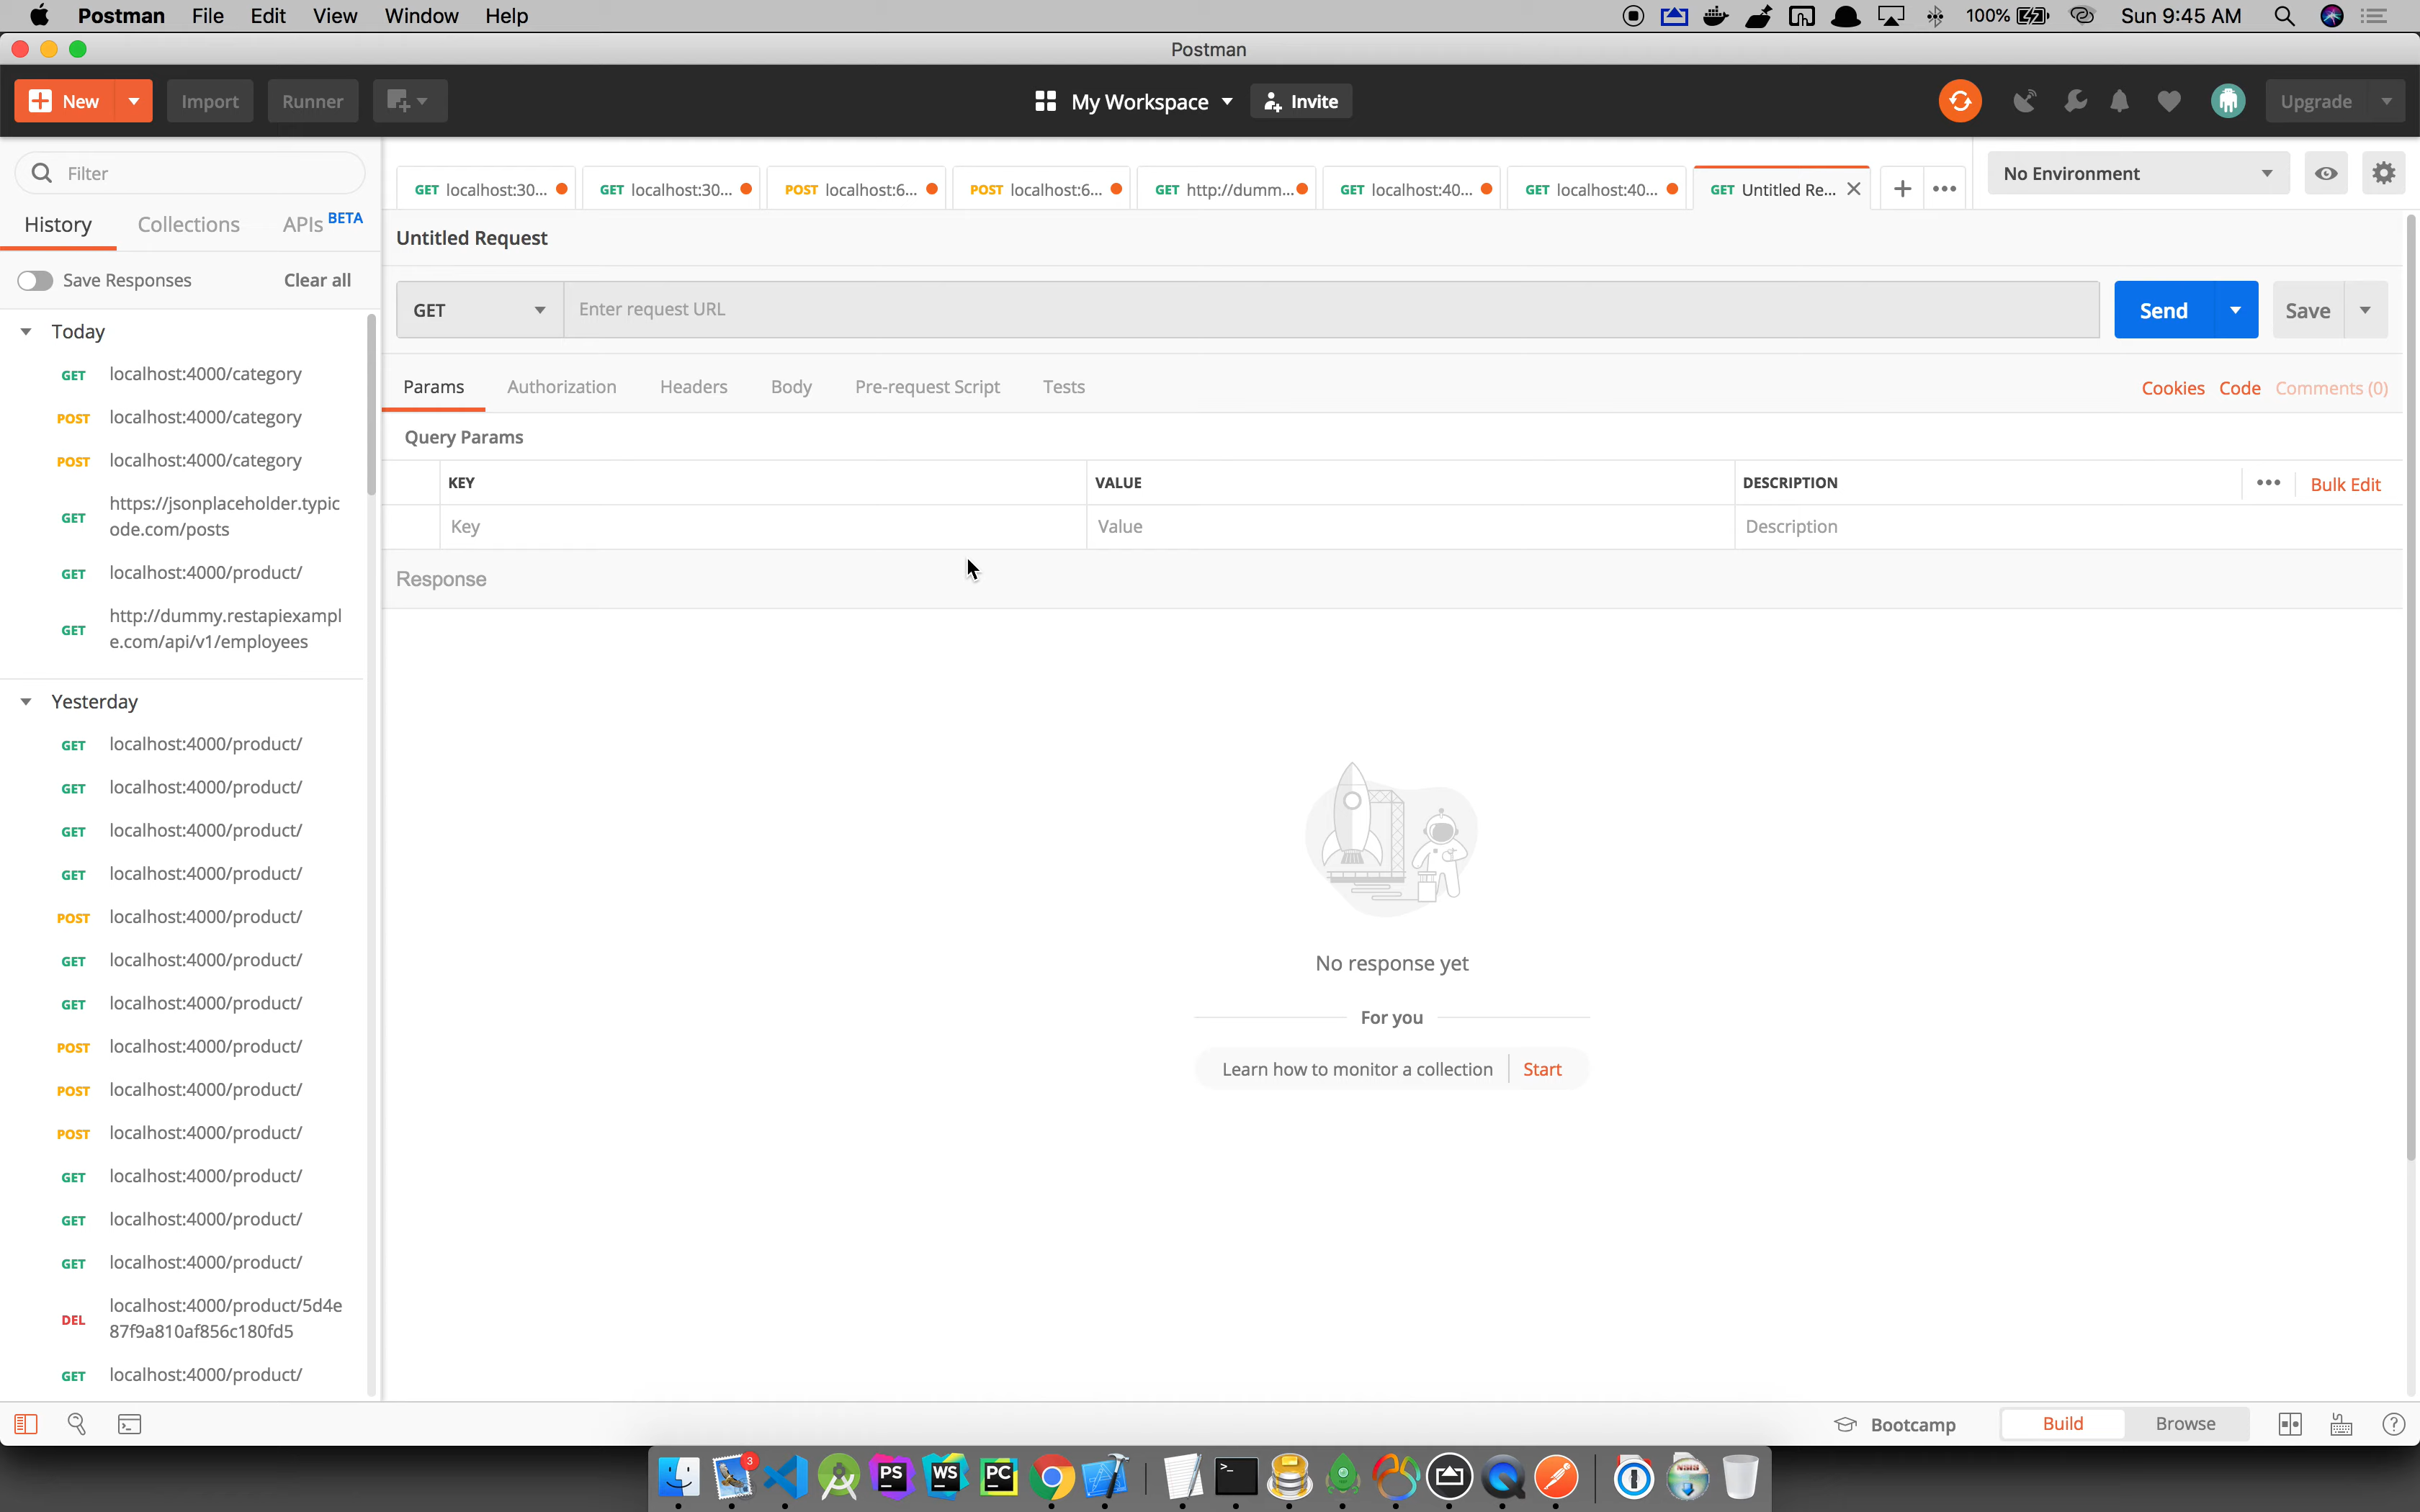 Postman File Edit View Window Help 100% Sun 9:45 AM
Postman
New Import Runner My Workspace Invite Upgrade
Filter
GET localhost:30... GET localhost:30... POST localhost:6... POST localhost:6... GET http://dumm... GET localhost:40... GET localhost:40... GET Untitled Re... No Environment
History Collections APIs BETA
Untitled Request
Save Responses Clear all
GET Enter request URL Send Save
Today
GET localhost:4000/category
Params Authorization Headers Body Pre-request Script Tests Cookies Code Comments (0)
POST localhost:4000/category
Query Params
POST localhost:4000/category
KEY VALUE DESCRIPTION Bulk Edit
GET https://jsonplaceholder.typic
ode.com/posts
Key Value Description
GET localhost:4000/product/
Response
GET http://dummy.restapiexampl
e.com/api/v1/employees
Yesterday
GET localhost:4000/product/
GET localhost:4000/product/
GET localhost:4000/product/
GET localhost:4000/product/
POST localhost:4000/product/
GET localhost:4000/product/
No response yet
GET localhost:4000/product/
For you
POST localhost:4000/product/
Learn how to monitor a collection Start
POST localhost:4000/product/
POST localhost:4000/product/
GET localhost:4000/product/
GET localhost:4000/product/
GET localhost:4000/product/
DEL localhost:4000/product/5d4e
87f9a810af856c180fd5
GET localhost:4000/product/
Bootcamp Build Browse
3
PS WS PC